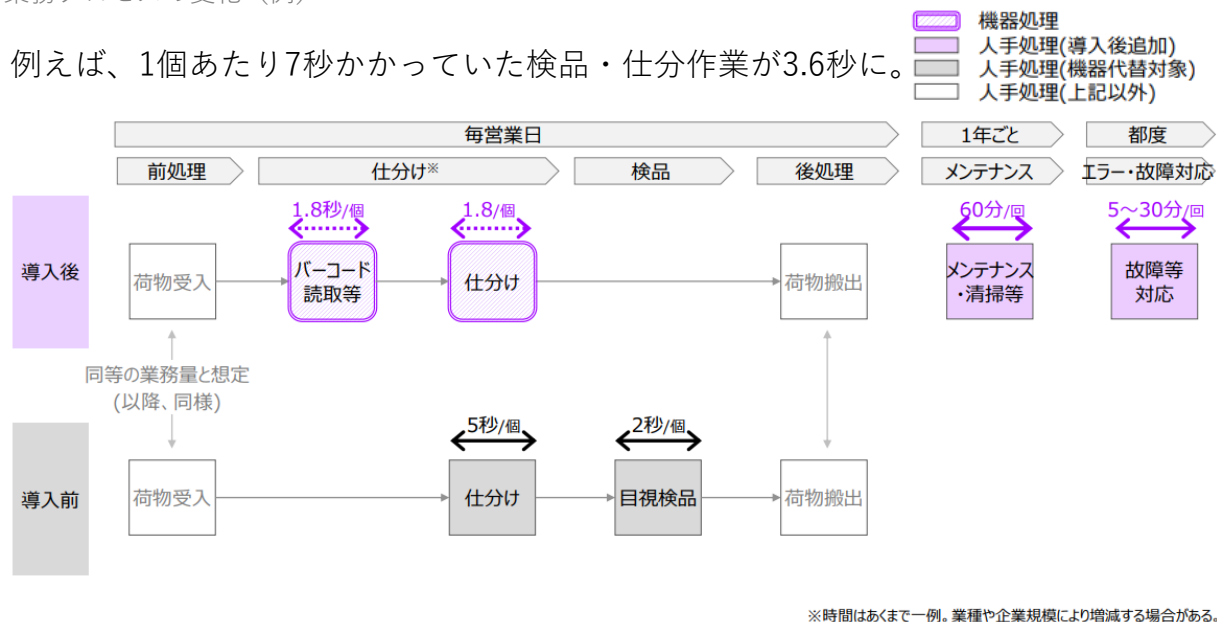 業務プロセスの変化（例）
例えば、1個あたり7秒かかっていた検品・仕分作業が3.6秒に。
機器処理
人手処理(導入後追加)
人手処理(機器代替対象)
人手処理(上記以外)
毎営業日
1年ごと
都度
前処理
仕分け※
検品
後処理
メンテナンス
エラー・故障対応
導入後
1.8秒/個
1.8/個
60分/回
5～30分/回
荷物受入
バーコード
読取等
仕分け
荷物搬出
メンテナンス
・清掃等
故障等
対応
同等の業務量と想定
(以降、同様)
導入前
5秒/個
2秒/個
荷物受入
仕分け
目視検品
荷物搬出
※時間はあくまで一例。業種や企業規模により増減する場合がある。